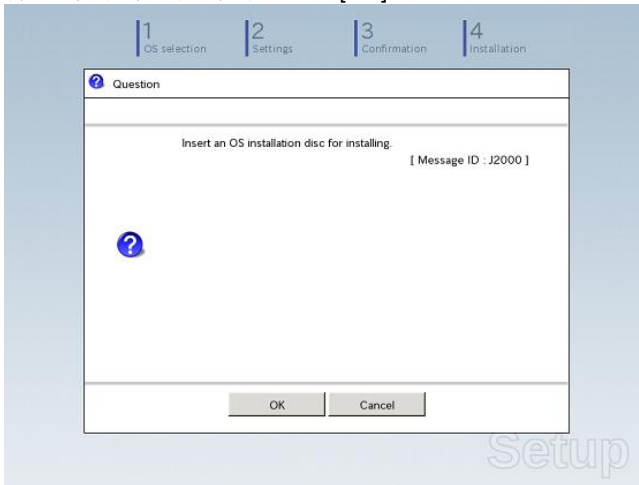 1
OS selection
2
Settings
3
Confirmation
4
Installation
Question
Insert an OS installation disc for installing.
[ Message ID : J2000 ]
OK
Cancel
Setup